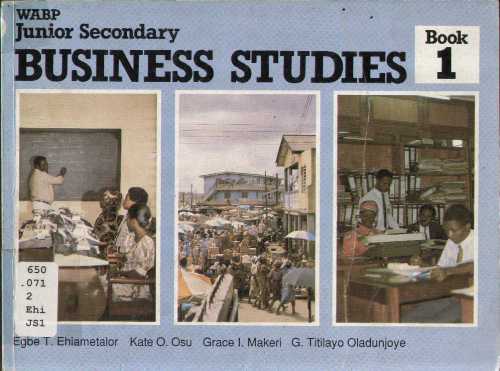 WABP
Junior Secondary
BUSINESS STUDIES
Book
1
650
.071
2
Ehi
JS1
Egbe T. Ehiametalor Kate O. Osu Grace I. Makeri G. Titilayo Oladunjoye